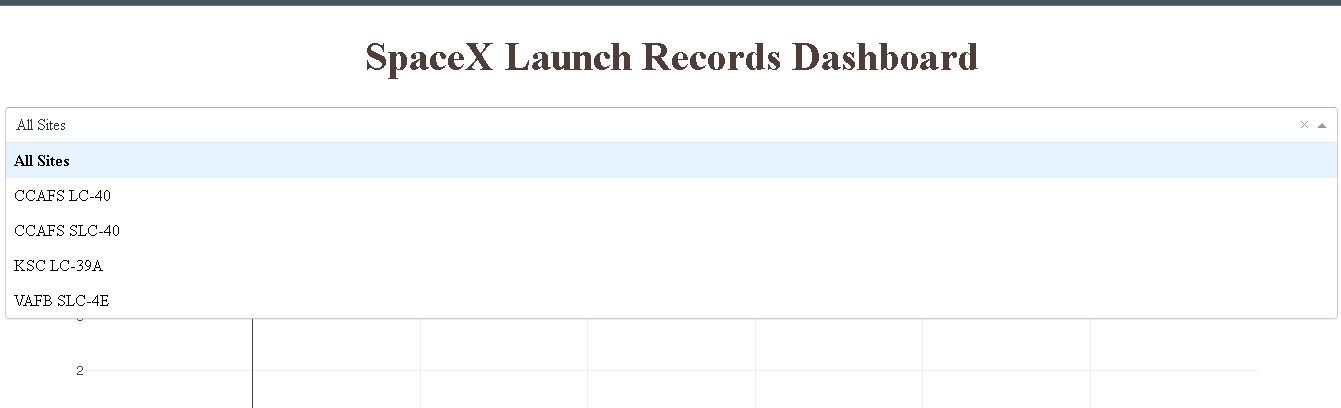 SpaceX Launch Records Dashboard
All Sites
All Sites
CCAFS LC-40
CCAFS SLC-40
KSC LC-39A
VAFB SLC-4E
2